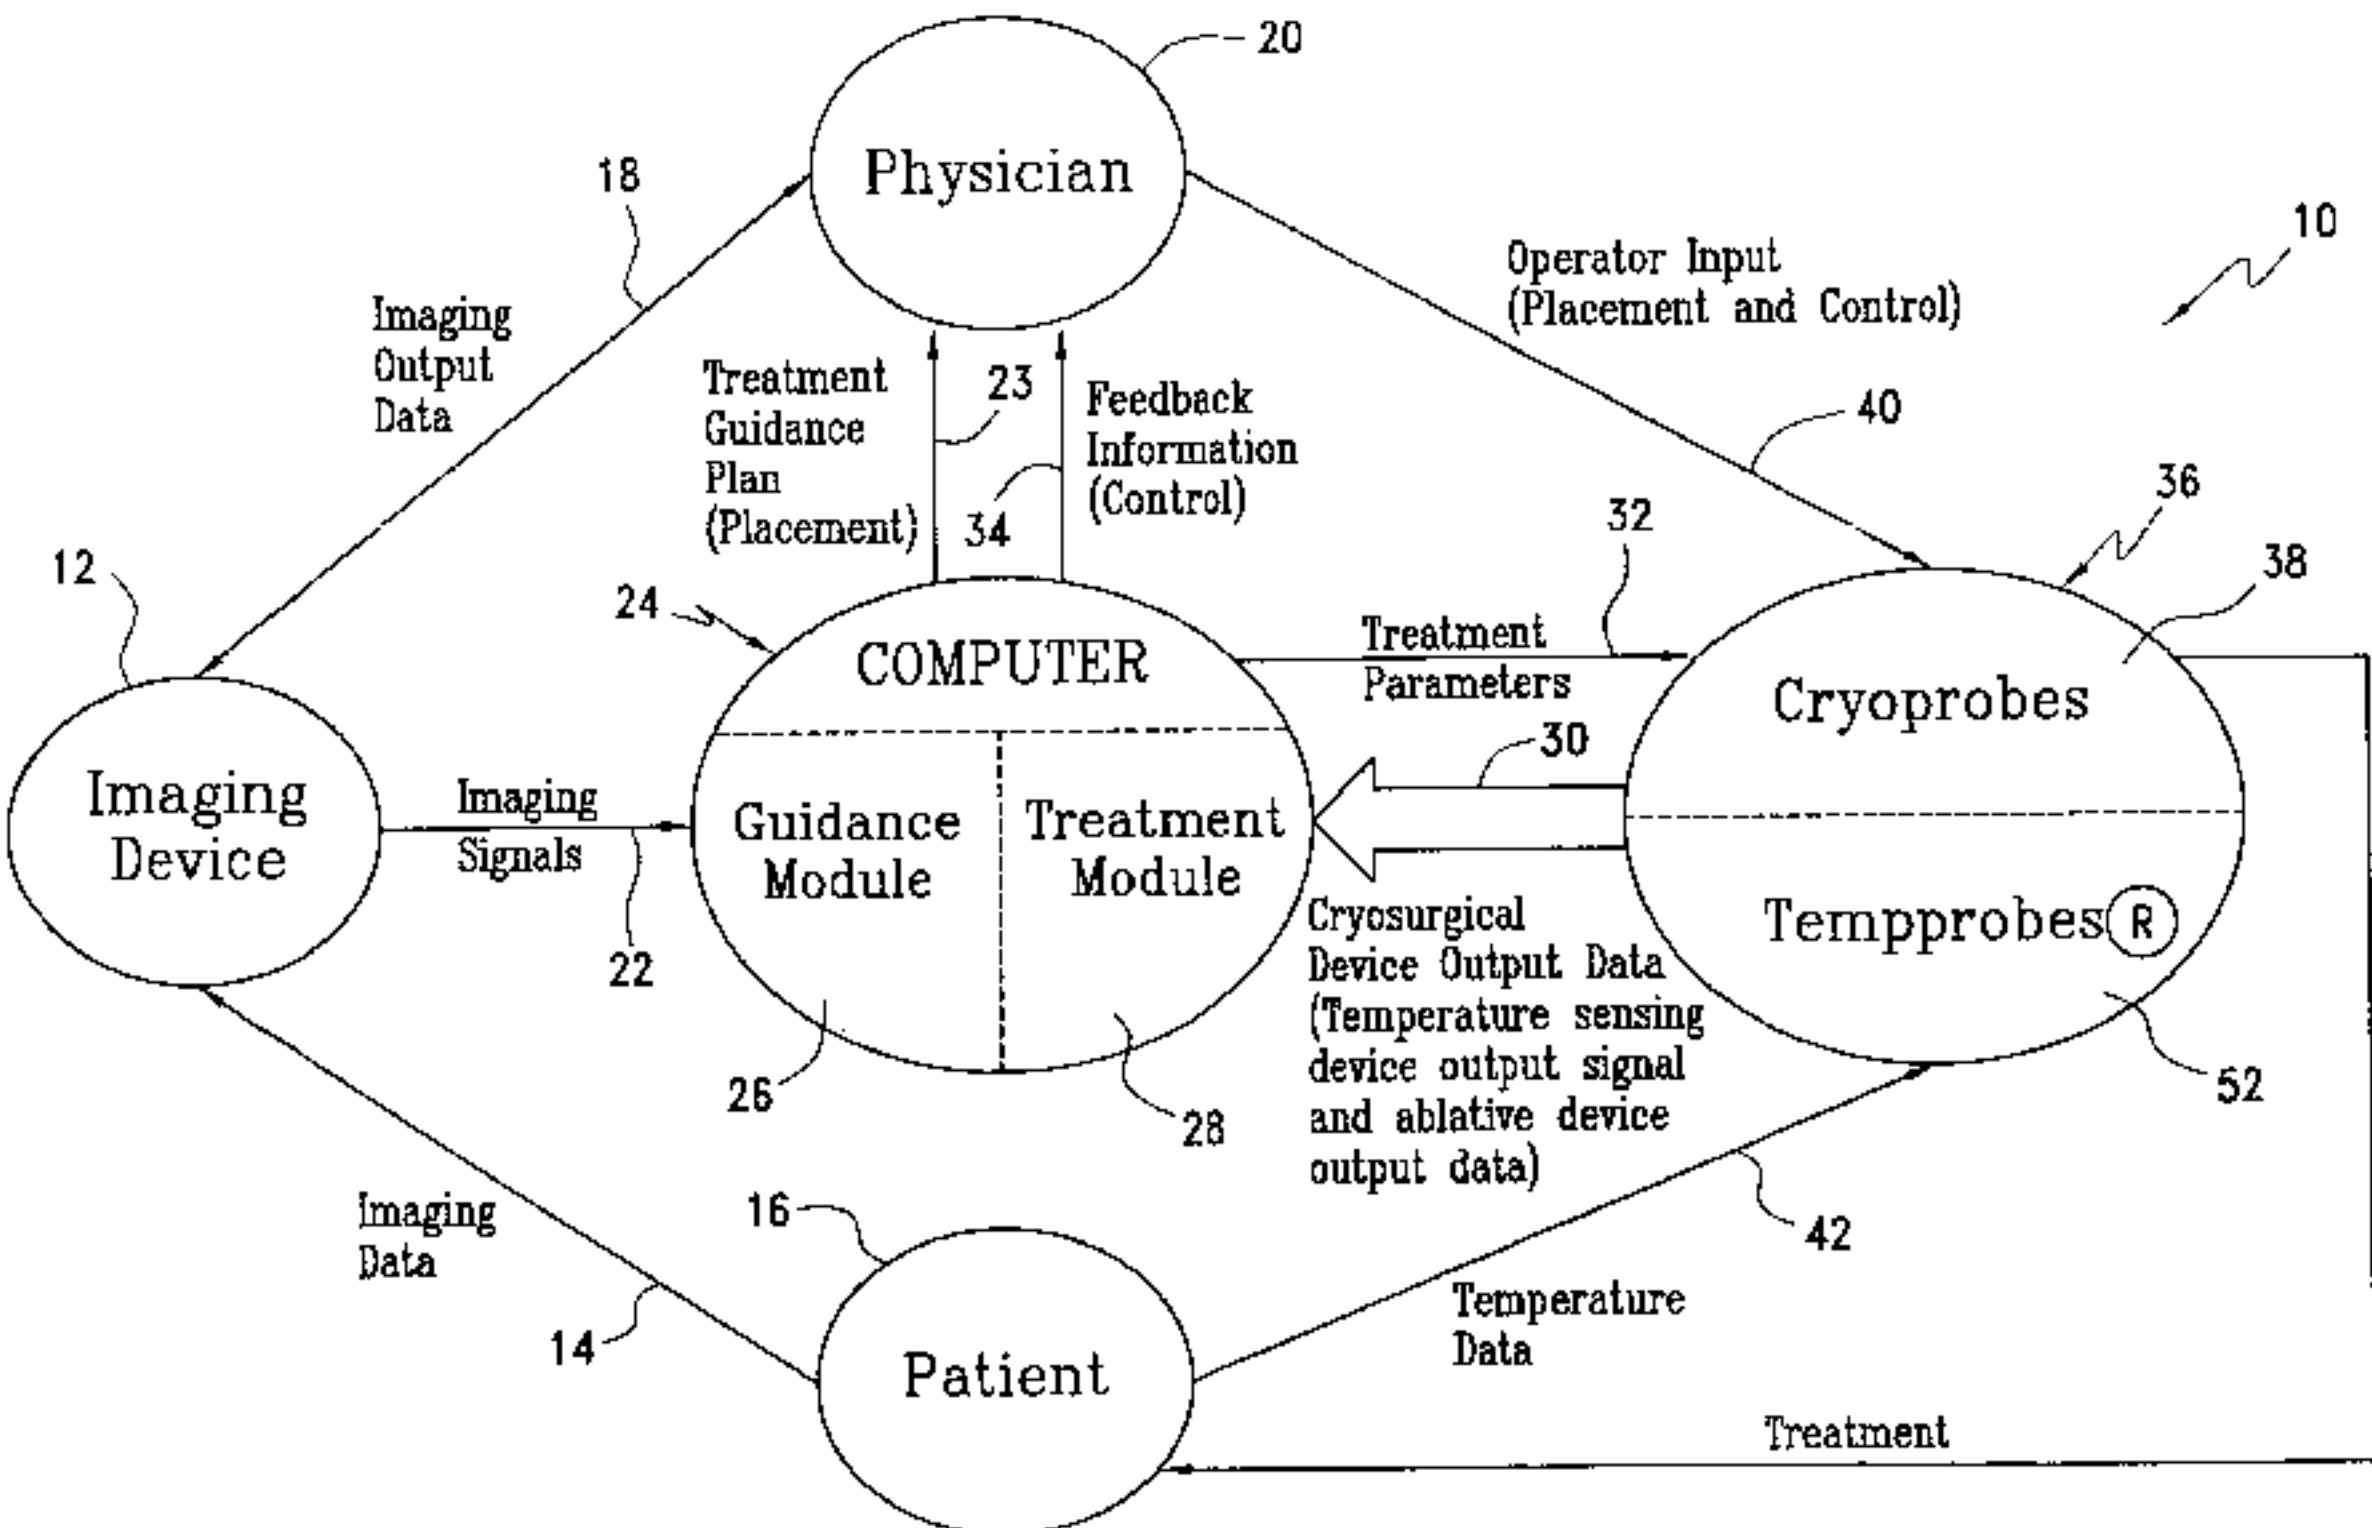 20
Physician
18
10
Operator Input
(Placement and Control)
Imaging
Output
Data
Treatment
Guidance
Plan
(Placement)
23
Feedback
Information
(Control)
34
40
36
32
38
12
24
COMPUTER
Treatment
Parameters
Cryoprobes
30
Imaging
Device
Imaging
Signals
22
Guidance
Module
Treatment
Module
Tempprobes®
Cryosurgical
Device Output Data
(Temperature sensing
device output signal
and ablative device
output data)
26
28
52
Imaging
Data
14
16
42
Temperature
Data
Patient
Treatment